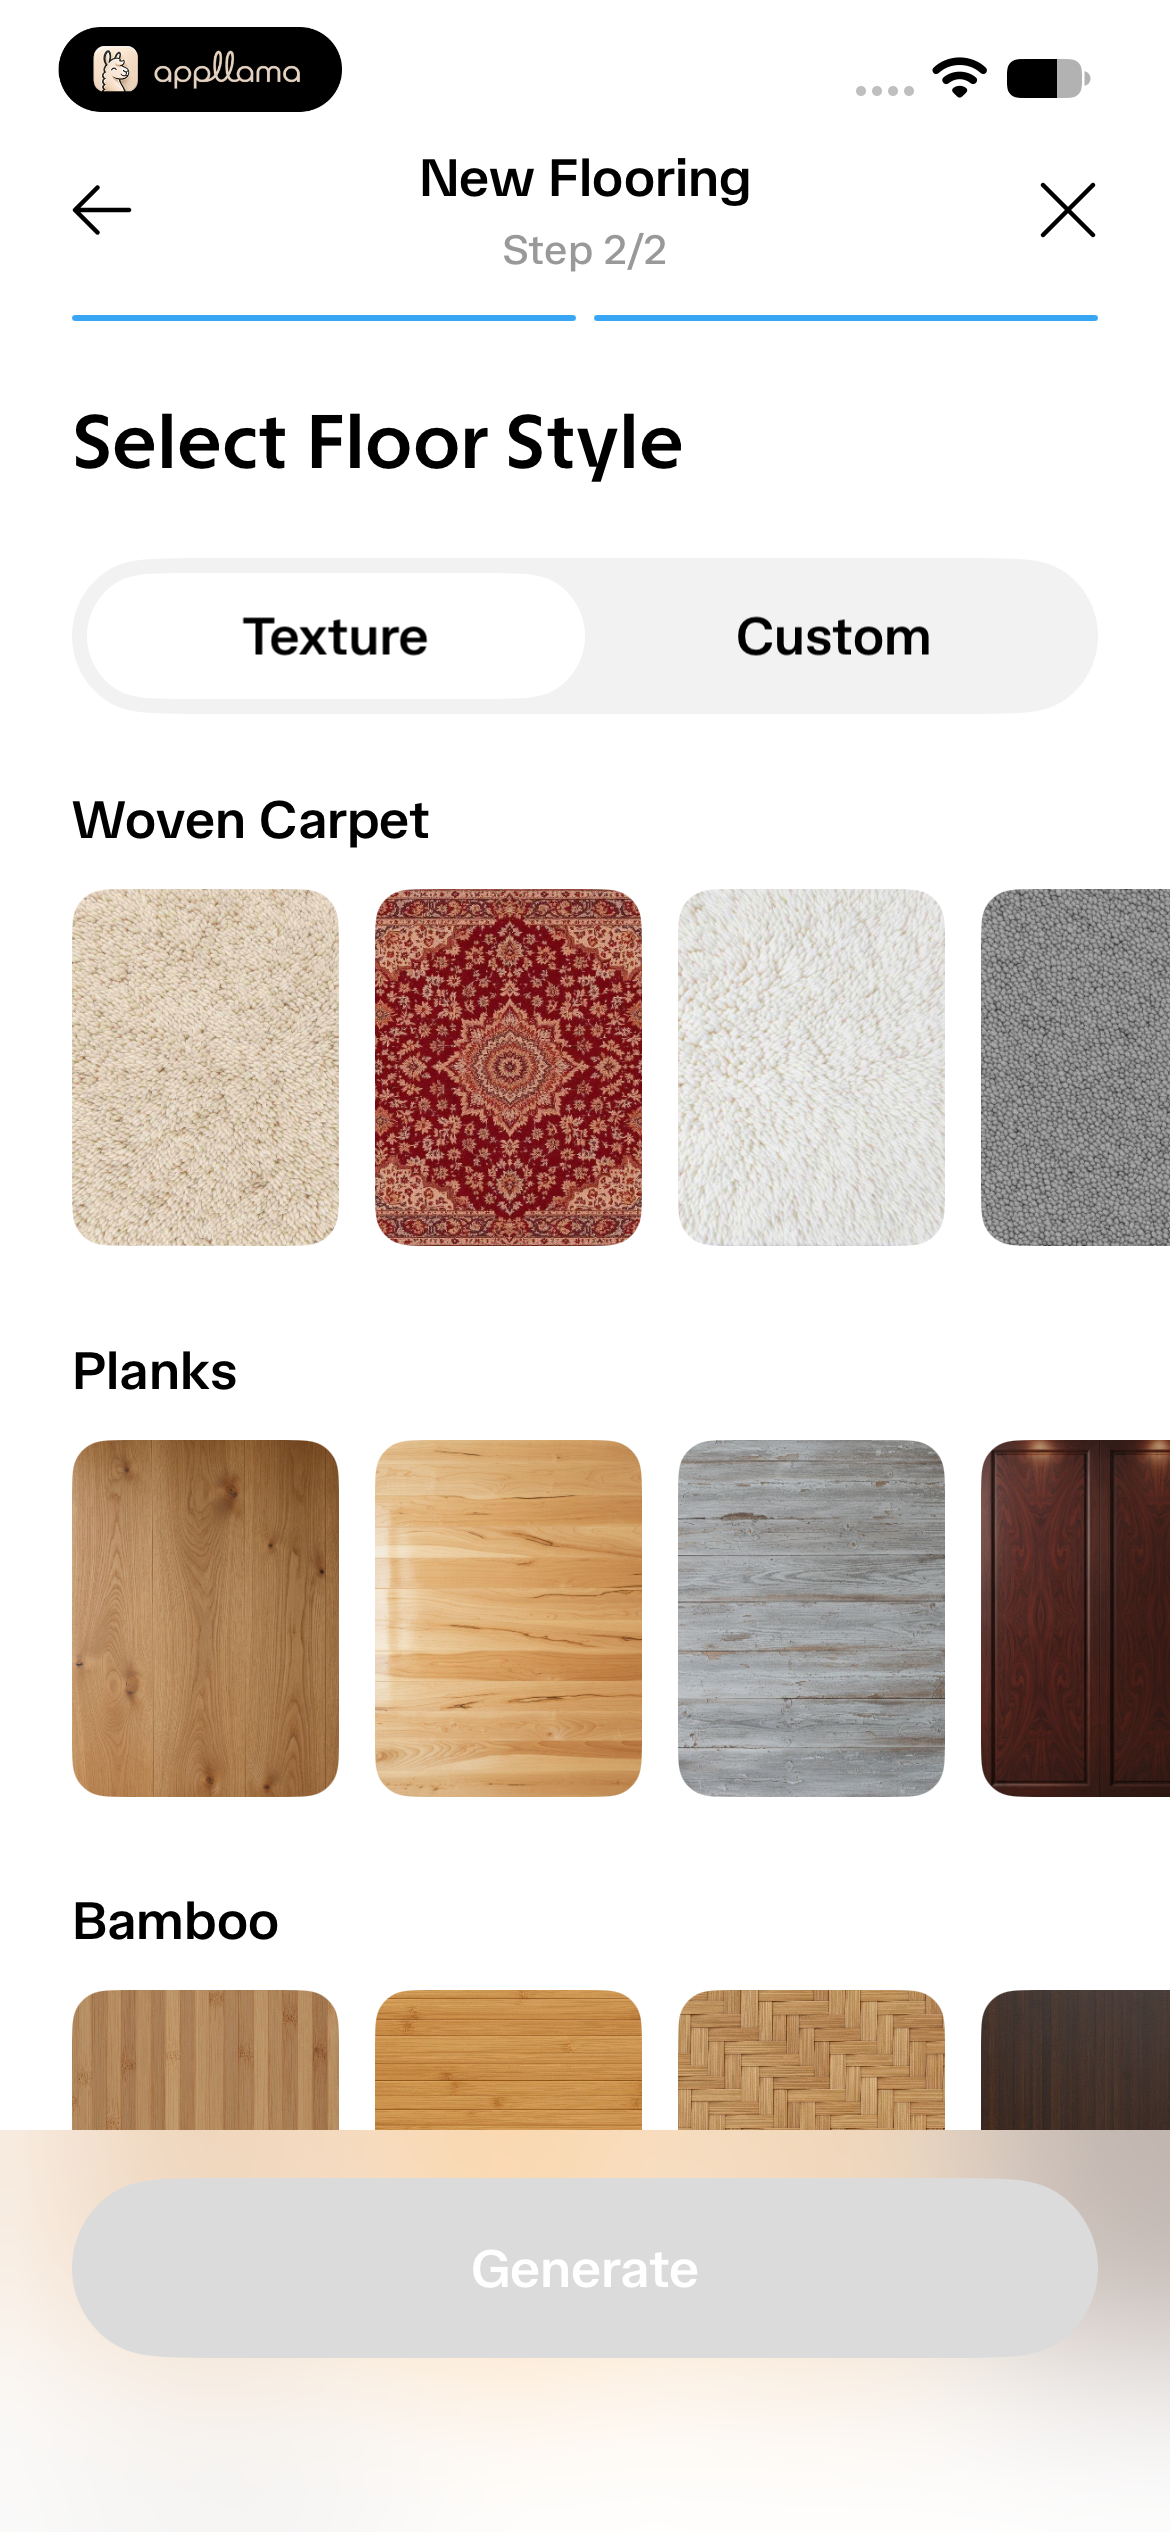 appllama
New Flooring
Step 2/2
Select Floor Style
Texture
Custom
Woven Carpet
Planks
Bamboo
Generate